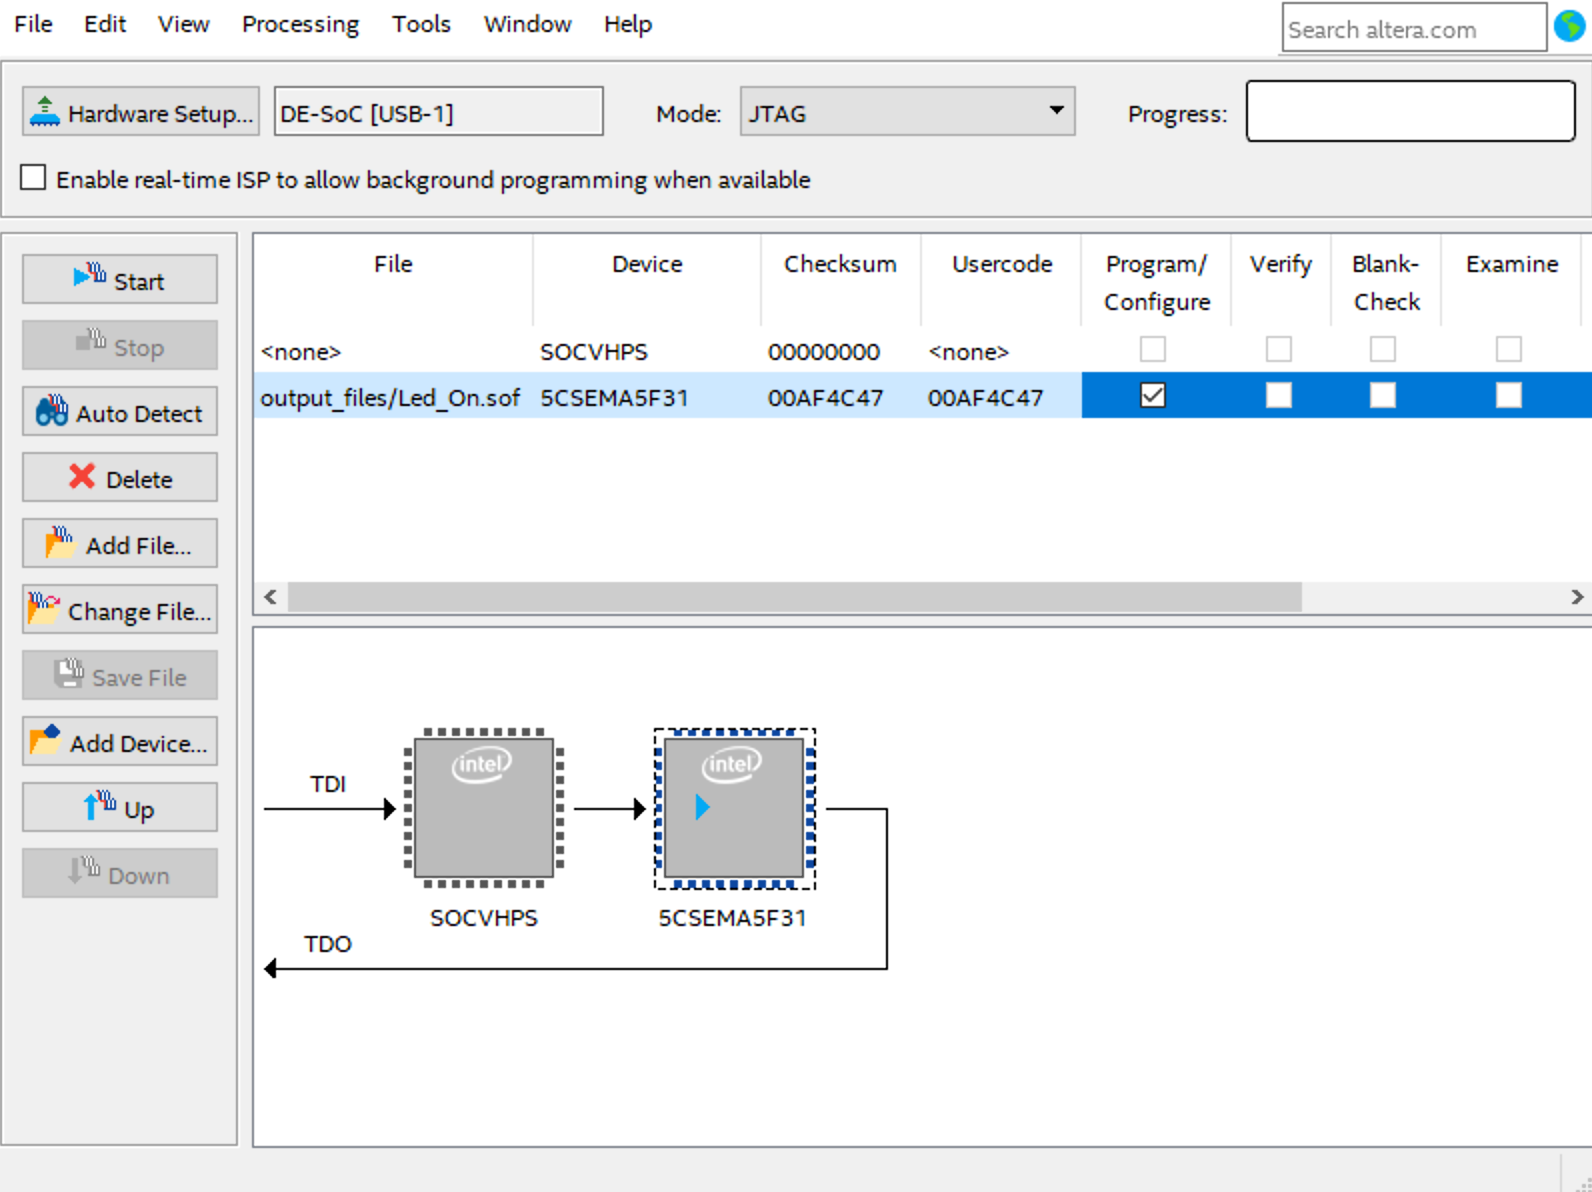 File Edit View Processing Tools Window Help
Search altera.com
Hardware Setup... DE-SoC [USB-1] Mode: JTAG Progress:
Enable real-time ISP to allow background programming when available
Start
Stop
Auto Detect
Delete
Add File...
Change File...
Save File
Add Device...
Up
Down
File Device Checksum Usercode Program/ Verify Blank- Examine
Configure Check
<none> SOCVHPS 00000000 <none>
output_files/Led_On.sof 5CSEMA5F31 00AF4C47 00AF4C47
intel intel
TDI
SOCVHPS 5CSEMA5F31
TDO